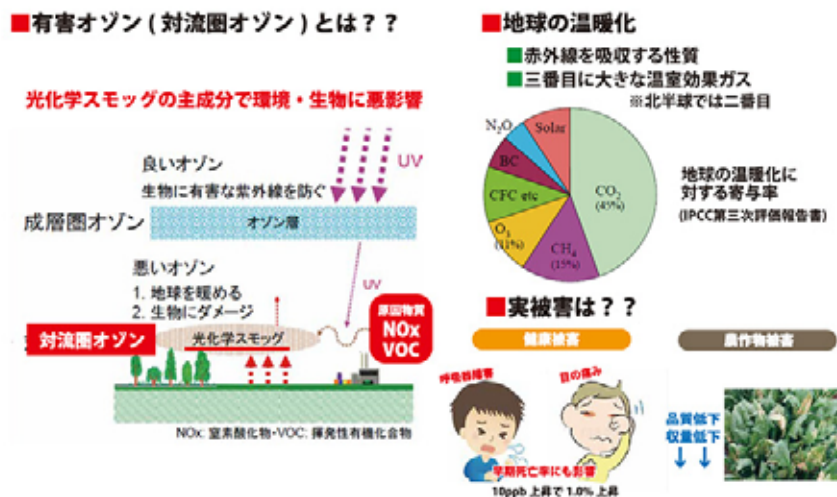 ■有害オゾン ( 対流圏オゾン ) とは？？
光化学スモッグの主成分で環境・生物に悪影響
良いオゾン
UV
生物に有害な紫外線を防ぐ
成層圏オゾン
オゾン層
悪いオゾン
UV
1. 地球を暖める
2. 生物にダメージ
原因物質
NOx
VOC
対流圏オゾン
光化学スモッグ
NOx: 窒素酸化物・VOC: 揮発性有機化合物
■地球の温暖化
■赤外線を吸収する性質
■三番目に大きな温室効果ガス
※北半球では二番目
N₂O
Solar
BC
CFC etc
CO₂
(45%)
O₃
(11%)
CH₄
(15%)
地球の温暖化に
対する寄与率
(IPCC第三次評価報告書)
■実被害は？？
健康被害
農作物被害
呼吸器障害
目の痛み
品質低下
収量低下
早期死亡率にも影響
10ppb 上昇で 1.0% 上昇